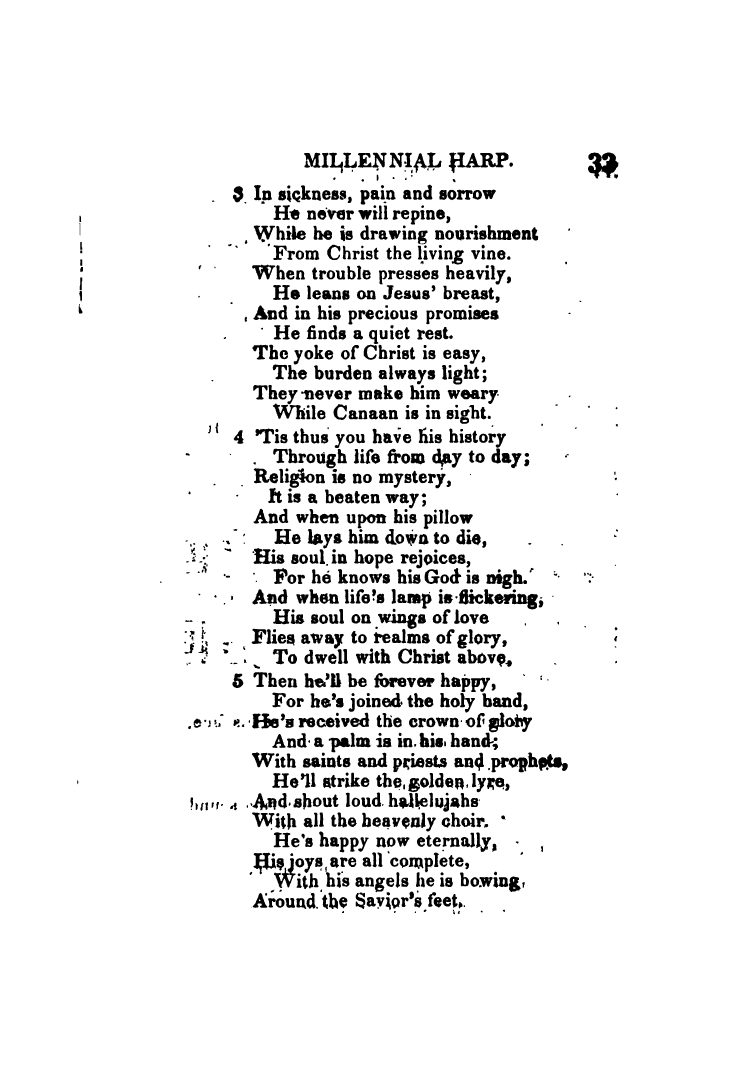 MILLENNIAL HARP. 33
3 In sickness, pain and sorrow
He never will repine,
While he is drawing nourishment
From Christ the living vine.
When trouble presses heavily,
He leans on Jesus' breast,
And in his precious promises
He finds a quiet rest.
The yoke of Christ is easy,
The burden always light;
They never make him weary
While Canaan is in sight.
4 'Tis thus you have his history
Through life from day to day;
Religion is no mystery,
It is a beaten way;
And when upon his pillow
He lays him down to die,
His soul in hope rejoices,
For he knows his God is nigh.
And when life's lamp is flickering,
His soul on wings of love
Flies away to realms of glory,
To dwell with Christ above.
5 Then he'll be forever happy,
For he's joined the holy band,
He's received the crown of glory
And a palm is in his hand;
With saints and priests and prophets,
He'll strike the golden lyre,
And shout loud hallelujahs
With all the heavenly choir.
He's happy now eternally,
His joys are all complete,
With his angels he is bowing,
Around the Savior's feet.